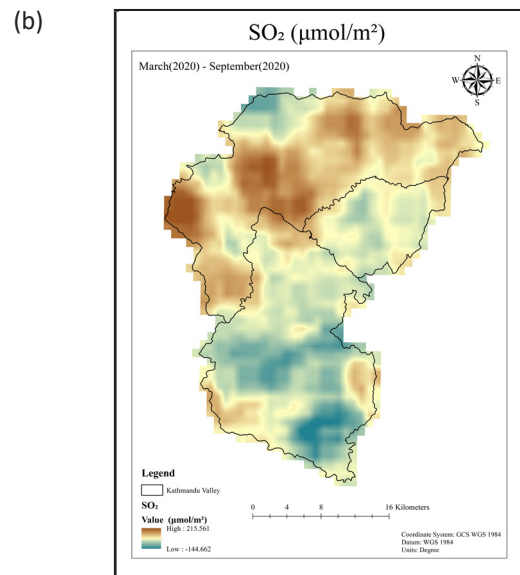 (b)
SO₂ (µmol/m²)
March(2020) - September(2020)
N
W E
S
Legend
Kathmandu Valley
SO₂
Value (µmol/m²)
High : 215.561
Low : -144.662
0 4 8 16 Kilometers
Coordinate System: GCS WGS 1984
Datum: WGS 1984
Units: Degree